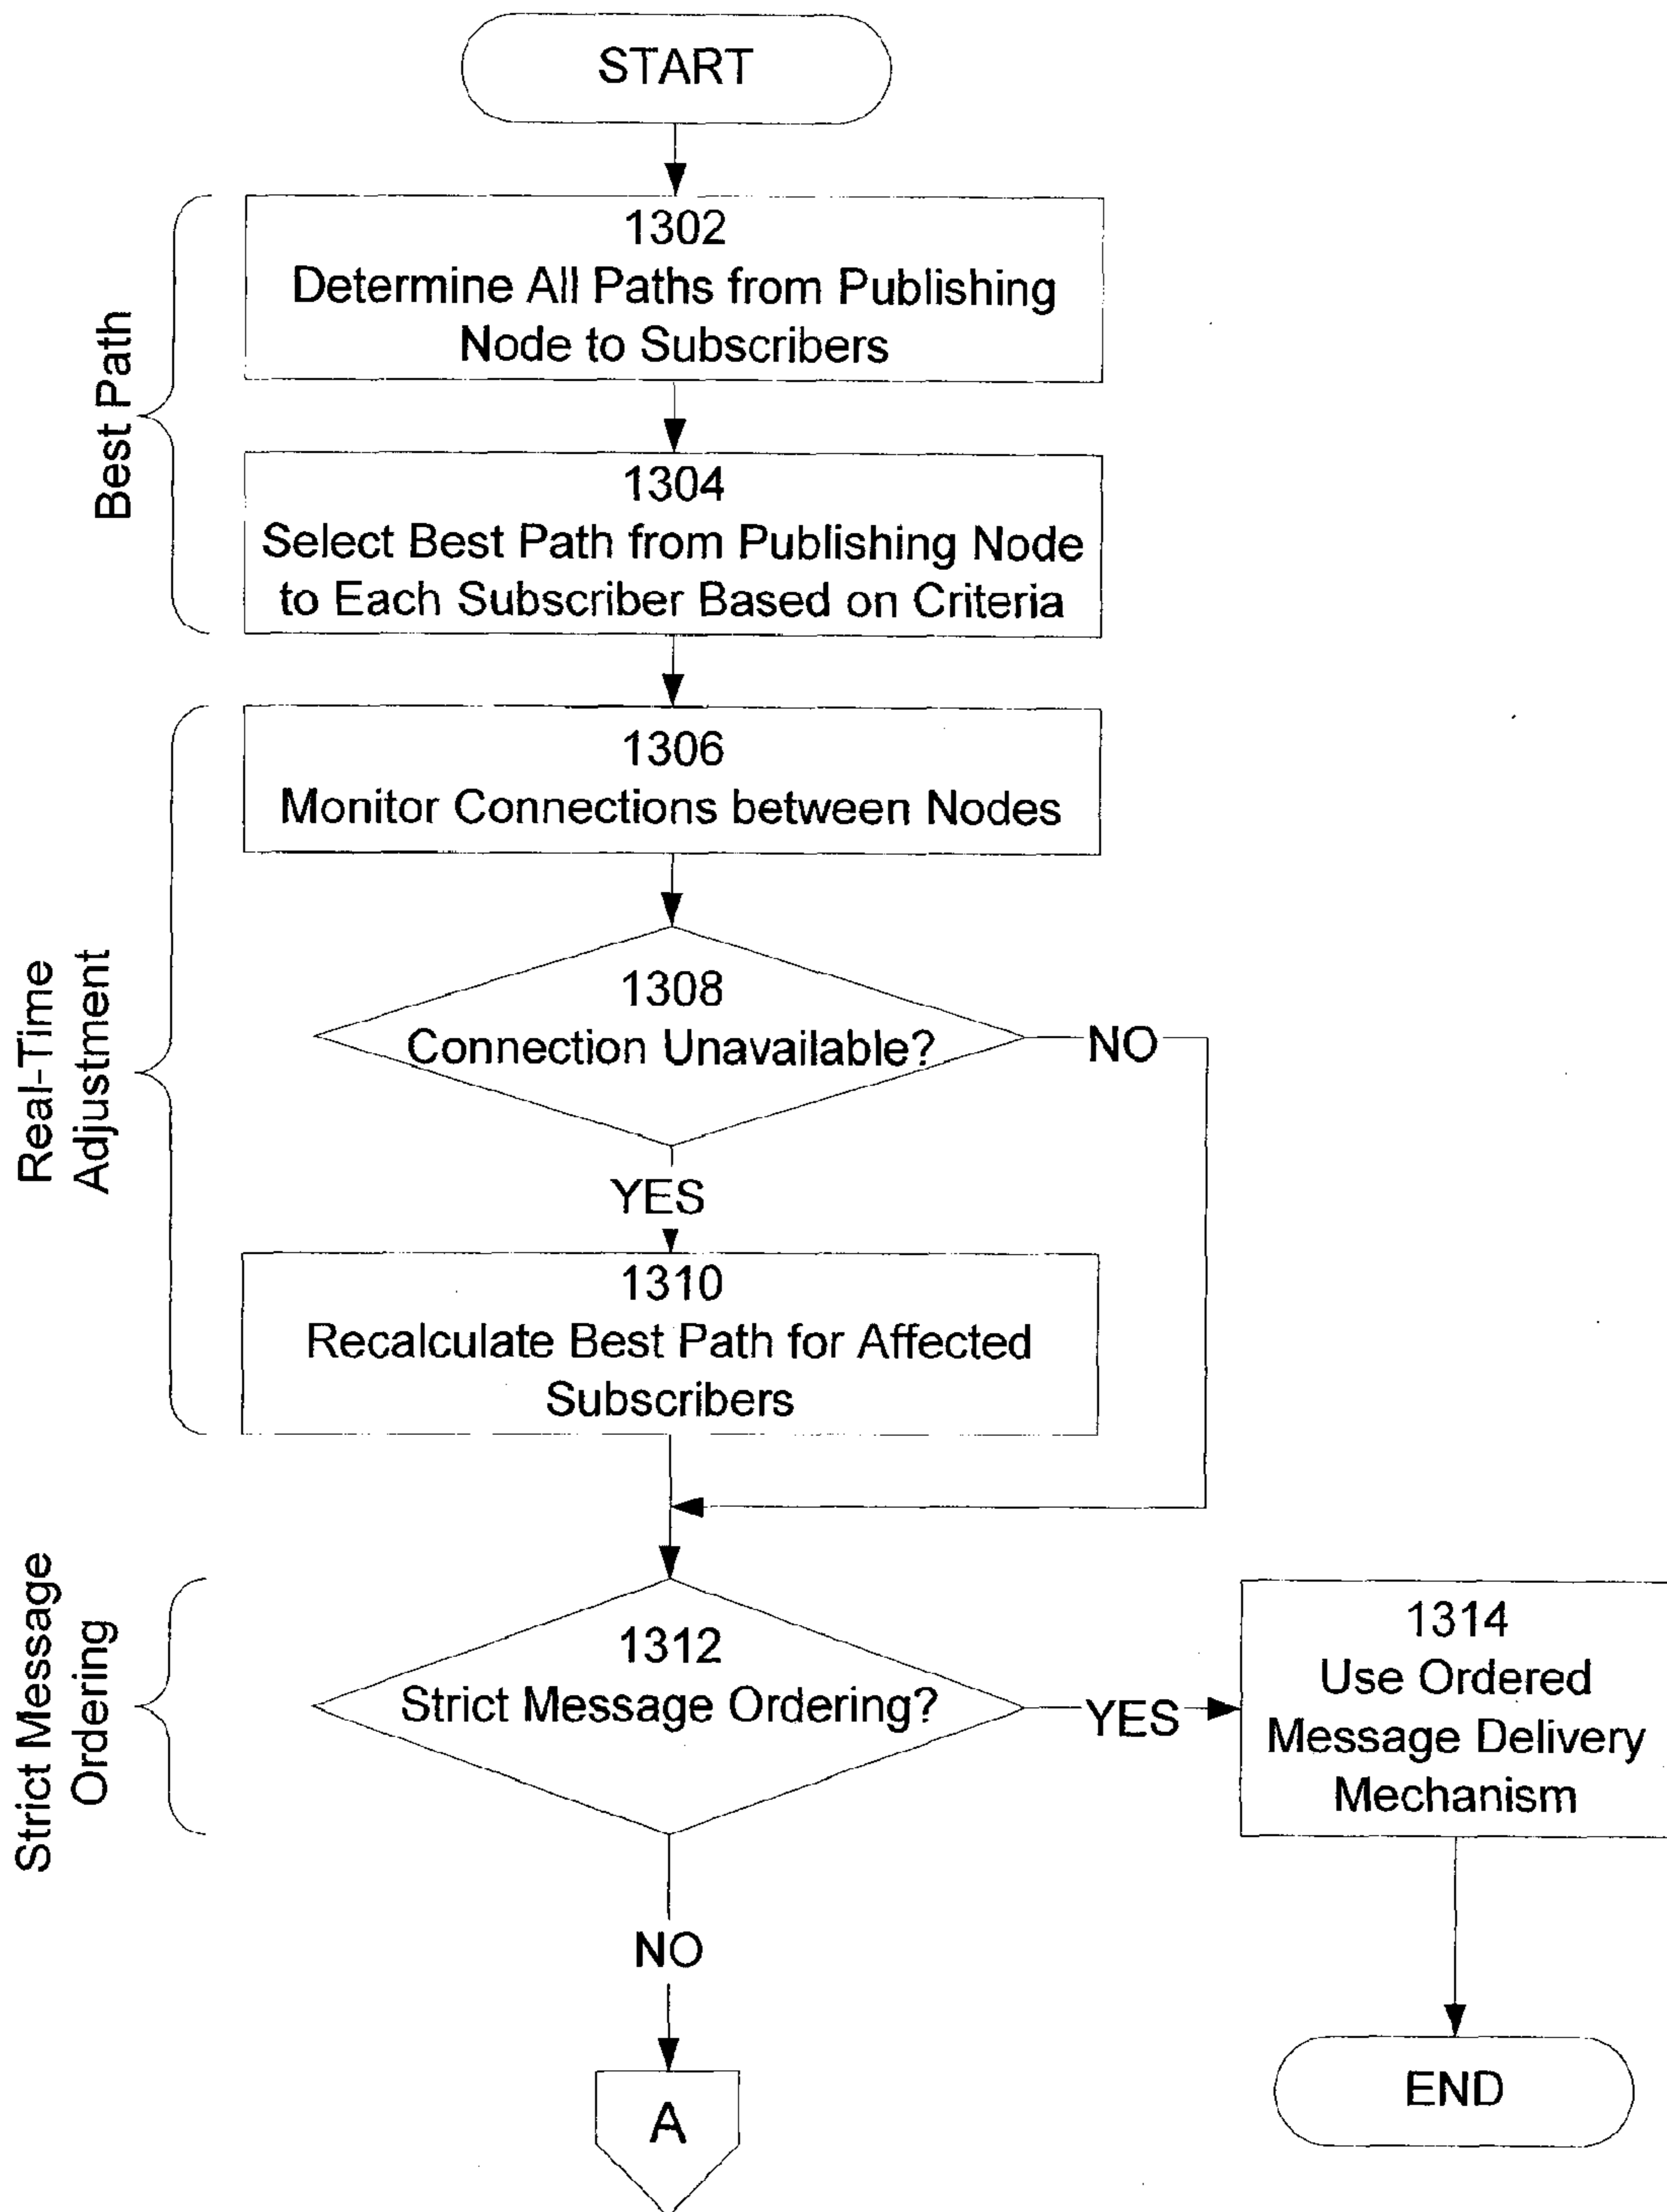 START
Best Path
1302
Determine All Paths from Publishing
Node to Subscribers
1304
Select Best Path from Publishing Node
to Each Subscriber Based on Criteria
Real-Time
Adjustment
1306
Monitor Connections between Nodes
1308
Connection Unavailable?
NO
YES
1310
Recalculate Best Path for Affected
Subscribers
Strict Message
Ordering
1312
Strict Message Ordering?
YES
1314
Use Ordered
Message Delivery
Mechanism
NO
A
END